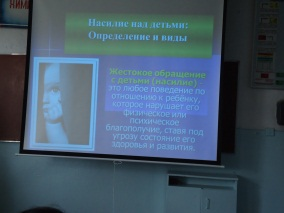 Насилие над детьми:
Определение и виды
Жестокое обращение
с детьми (насилие) –
это любое поведение по
отношению к ребенку,
которое нарушает его
физическое или
психическое
благополучие, ставя под
угрозу состояние его
здоровья и развития.